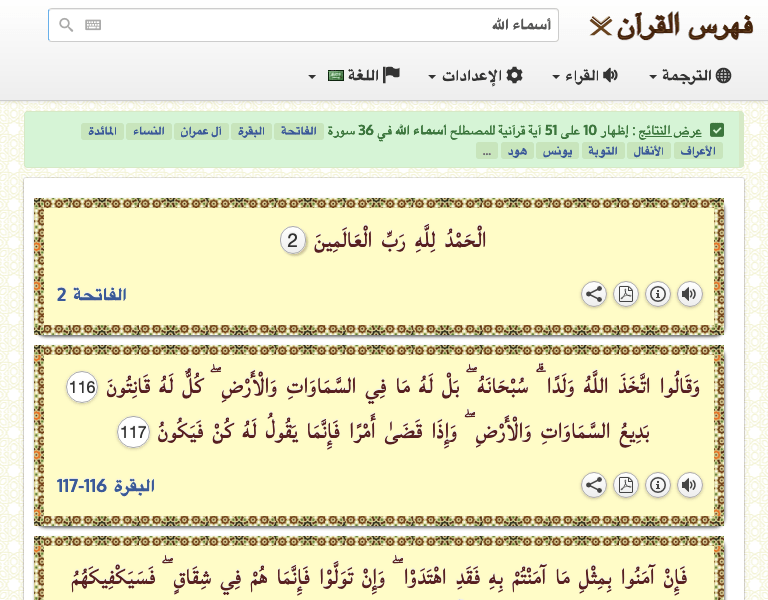 فهرس القرآن
أسماء الله
الترجمة
القراء
الإعدادات
اللغة
عرض النتائج : إظهار 10 على 51 آية قرآنية للمصطلح أسماء الله في 36 سورة الفاتحة البقرة آل عمران النساء المائدة
الأعراف الأنفال التوبة يونس هود ...
الْحَمْدُ لِلَّهِ رَبِّ الْعَالَمِينَ 2
الفاتحة 2
وَقَالُوا اتَّخَذَ اللَّهُ وَلَدًا ۗ سُبْحَانَهُ ۖ بَلْ لَهُ مَا فِي السَّمَاوَاتِ وَالْأَرْضِ ۖ كُلٌّ لَهُ قَانِتُونَ 116
بَدِيعُ السَّمَاوَاتِ وَالْأَرْضِ ۖ وَإِذَا قَضَىٰ أَمْرًا فَإِنَّمَا يَقُولُ لَهُ كُنْ فَيَكُونُ 117
البقرة 116-117
فَإِنْ آمَنُوا بِمِثْلِ مَا آمَنْتُمْ بِهِ فَقَدِ اهْتَدَوْا ۖ وَإِنْ تَوَلَّوْا فَإِنَّمَا هُمْ فِي شِقَاقٍ ۖ فَسَيَكْفِيكَهُمُ